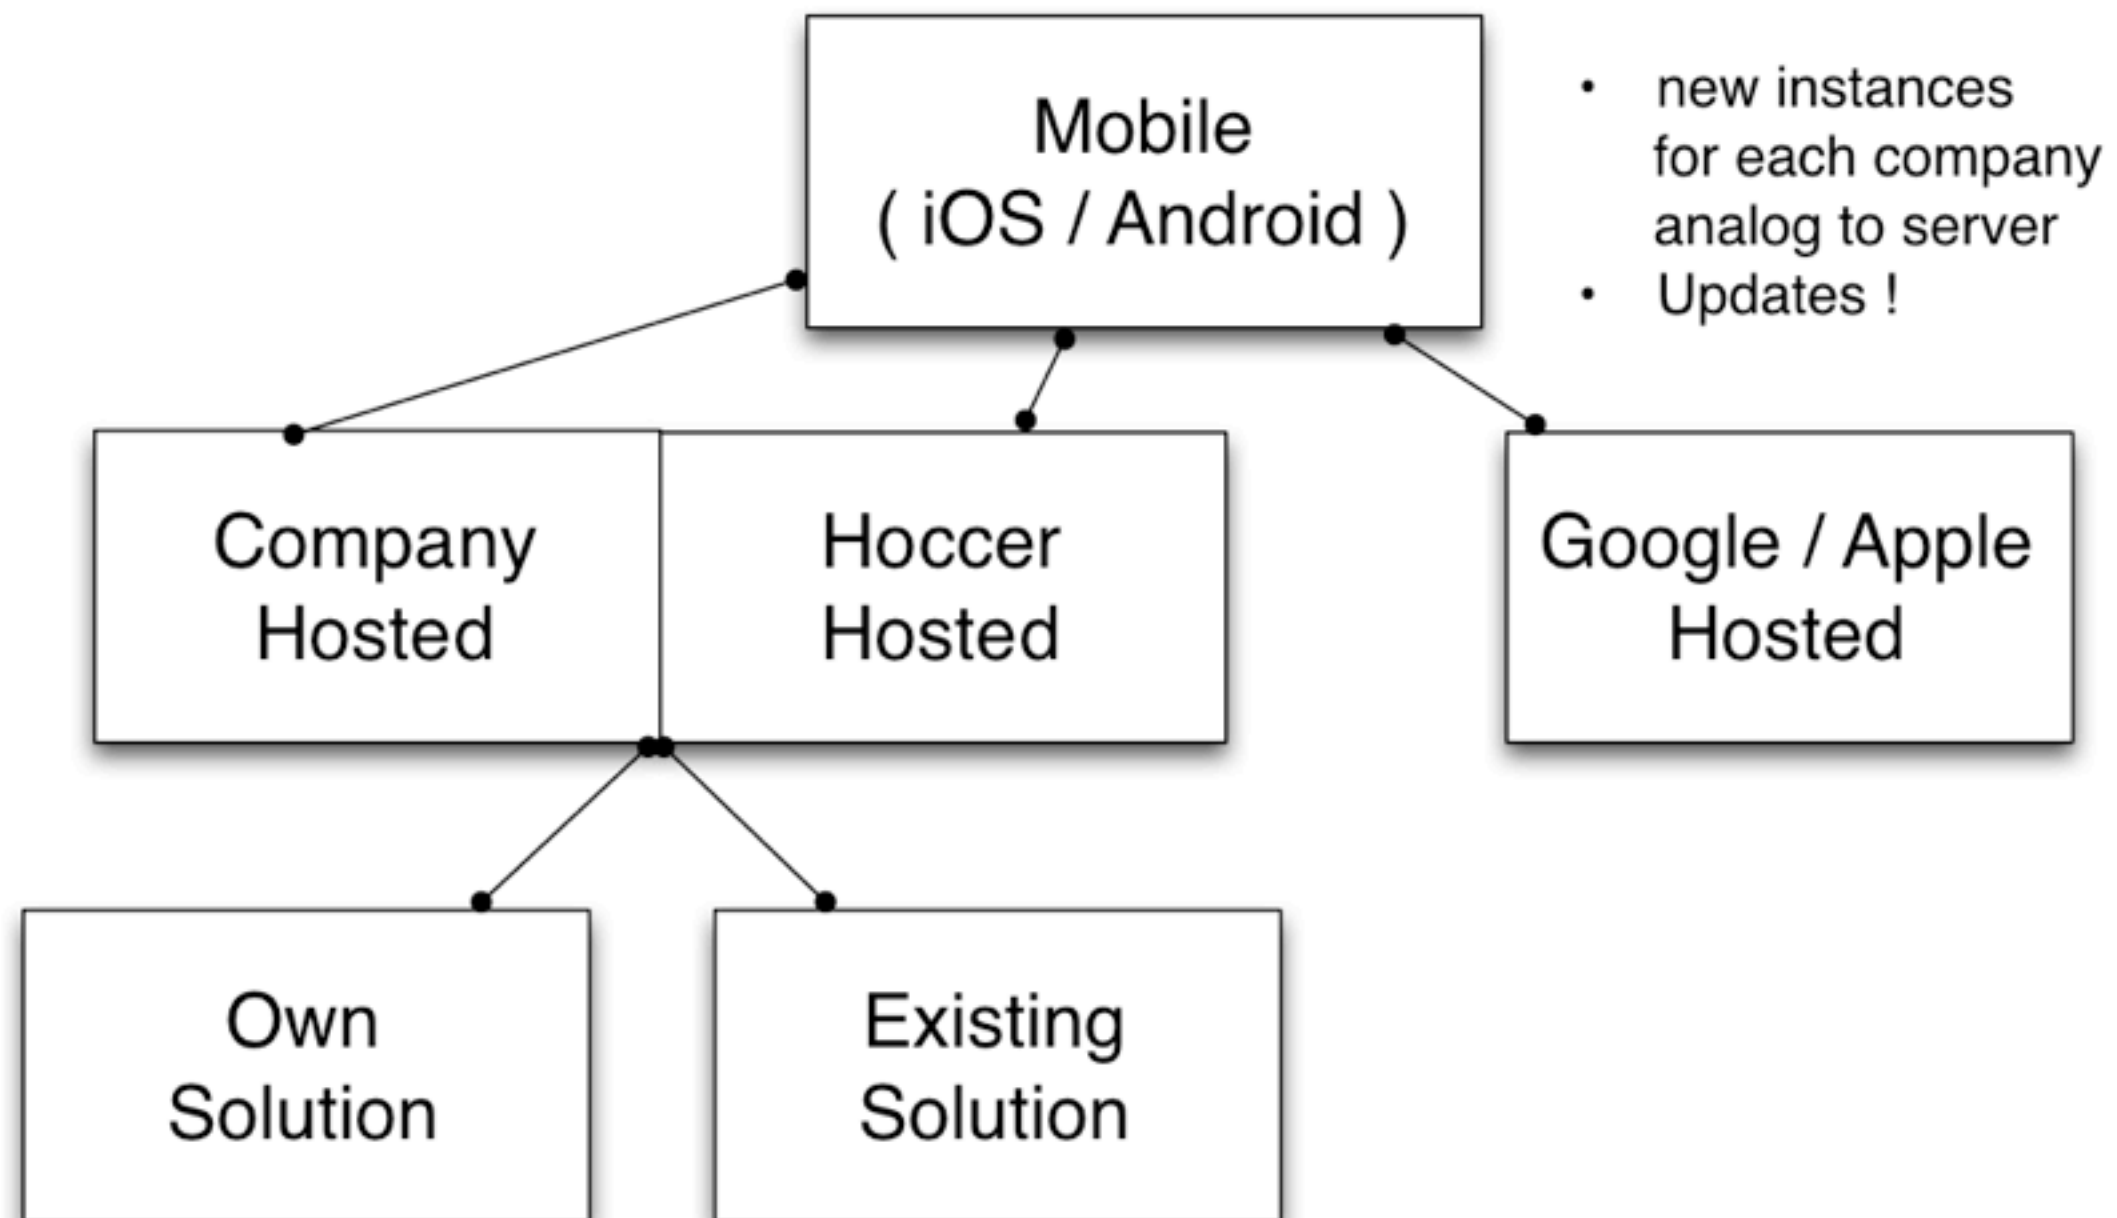 Mobile
( iOS / Android )
• new instances
for each company
analog to server
• Updates !
Company
Hosted
Hoccer
Hosted
Google / Apple
Hosted
Own
Solution
Existing
Solution